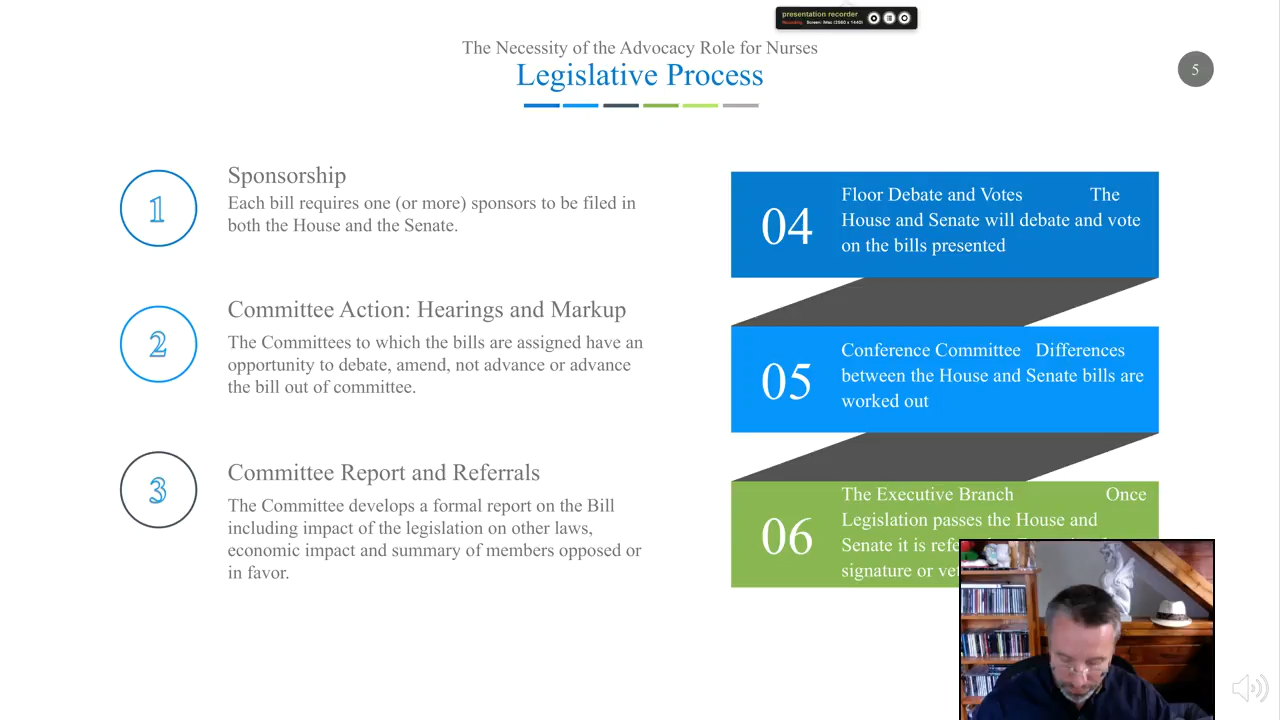 presentation recorder
Recording Screen: iMac (2560 x 1440)
The Necessity of the Advocacy Role for Nurses
Legislative Process
5
1
Sponsorship
Each bill requires one (or more) sponsors to be filed in
both the House and the Senate.
2
Committee Action: Hearings and Markup
The Committees to which the bills are assigned have an
opportunity to debate, amend, not advance or advance
the bill out of committee.
3
Committee Report and Referrals
The Committee develops a formal report on the Bill
including impact of the legislation on other laws,
economic impact and summary of members opposed or
in favor.
04
Floor Debate and Votes The
House and Senate will debate and vote
on the bills presented
05
Conference Committee Differences
between the House and Senate bills are
worked out
06
The Executive Branch Once
Legislation passes the House and
Senate it is
signature or